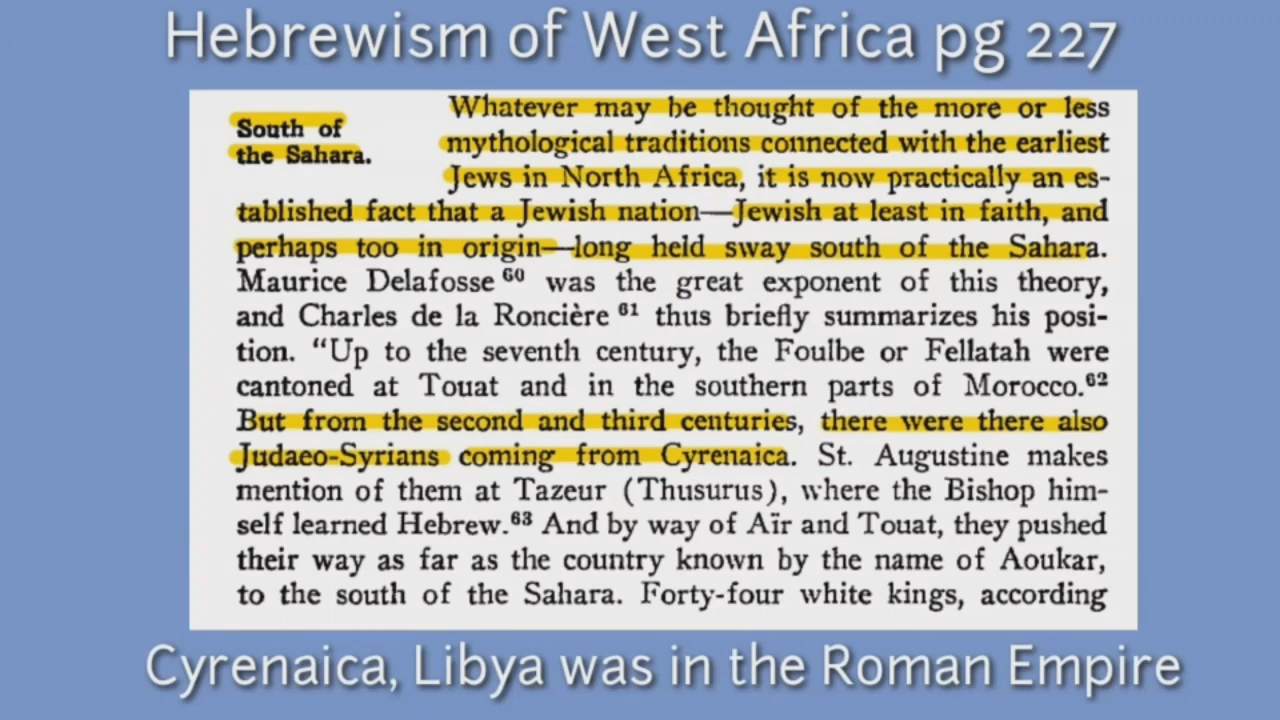 Hebrewism of West Africa pg 227
South of
the Sahara.
Whatever may be thought of the more or less
mythological traditions connected with the earliest
Jews in North Africa, it is now practically an es-
tablished fact that a Jewish nation—Jewish at least in faith, and
perhaps too in origin—long held sway south of the Sahara.
Maurice Delafosse ⁶⁰ was the great exponent of this theory,
and Charles de la Roncière ⁶¹ thus briefly summarizes his posi-
tion. “Up to the seventh century, the Foulbe or Fellatah were
cantoned at Touat and in the southern parts of Morocco.⁶²
But from the second and third centuries, there were there also
Judaeo-Syrians coming from Cyrenaica. St. Augustine makes
mention of them at Tazeur (Thusurus), where the Bishop him-
self learned Hebrew.⁶³ And by way of Aïr and Touat, they pushed
their way as far as the country known by the name of Aoukar,
to the south of the Sahara. Forty-four white kings, according
Cyrenaica, Libya was in the Roman Empire